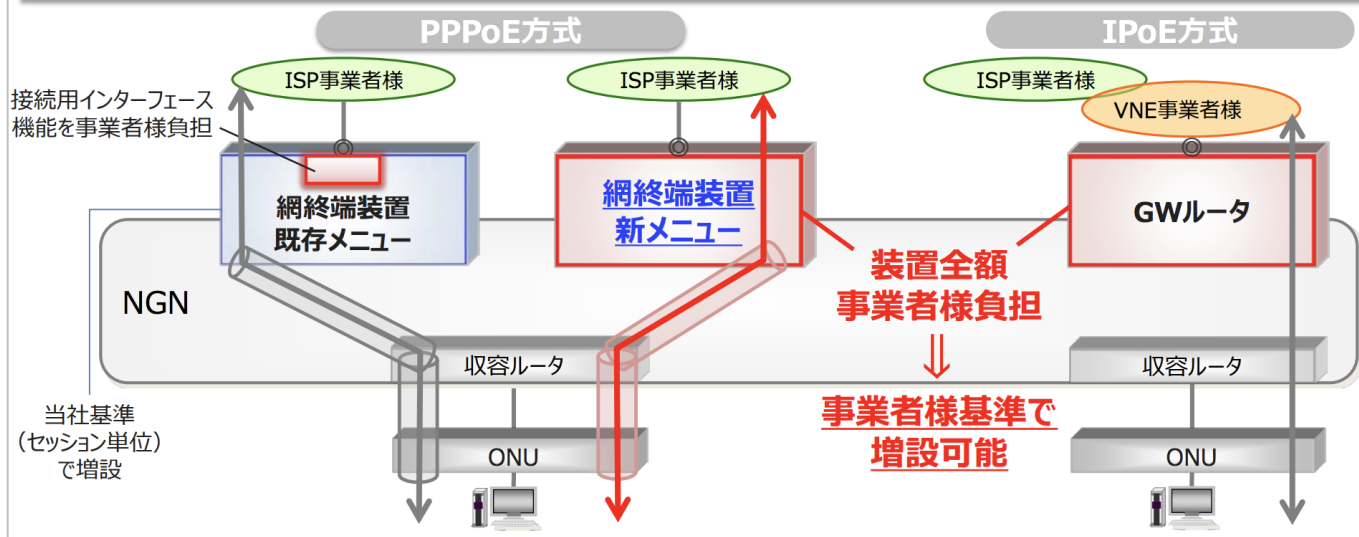 PPPoE方式
IPoE方式
ISP事業者様
ISP事業者様
ISP事業者様
VNE事業者様
接続用インターフェース
機能を事業者様負担
網終端装置
既存メニュー
網終端装置
新メニュー
GWルータ
装置全額
事業者様負担
⇓
事業者様基準で
増設可能
NGN
収容ルータ
収容ルータ
当社基準
(セッション単位)
で増設
ONU
ONU